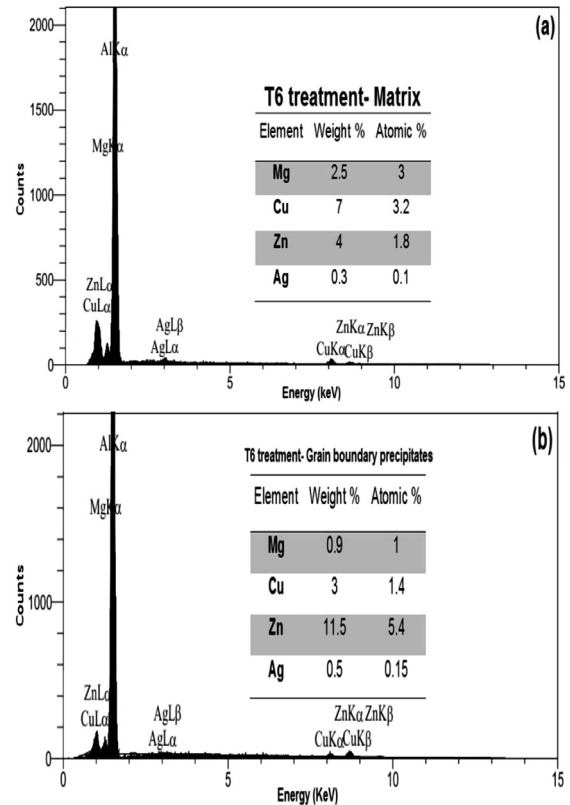 (a)
2100
1800
1500
1200
900
500
0
Counts
AlKα
MgKα
ZnLα
CuLα
AgLβ
AgLα
ZnKα ZnKβ
CuKα CuKβ
T6 treatment- Matrix
Element Weight % Atomic %
Mg 2.5 3
Cu 7 3.2
Zn 4 1.8
Ag 0.3 0.1
0 5 10 15
Energy (keV)
(b)
2000
1000
0
Counts
AlKα
MgKα
ZnLα
CuLα
AgLβ
AgLα
ZnKα ZnKβ
CuKα CuKβ
T6 treatment- Grain boundary precipitates
Element Weight % Atomic %
Mg 0.9 1
Cu 3 1.4
Zn 11.5 5.4
Ag 0.5 0.15
0 5 10 15
Energy (KeV)